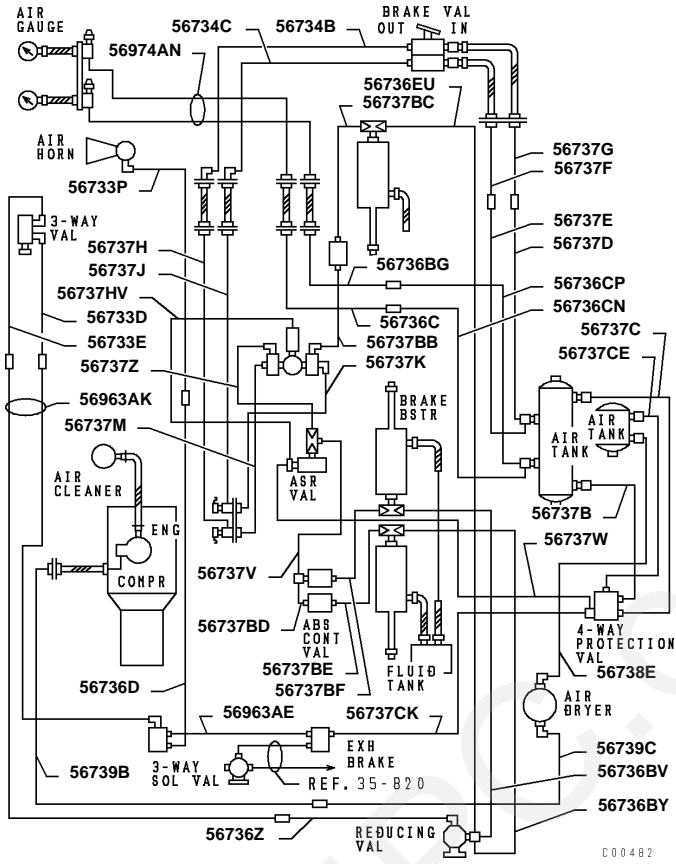 AIR
GAUGE
56734C
56734B
BRAKE VAL
OUT IN
56974AN
56736EU
56737BC
AIR
HORN
56733P
56737G
56737F
3-WAY
VAL
56737H
56737J
56737HV
56737E
56737D
56736BG
56736CP
56736CN
56733D
56733E
56736C
56737BB
56737K
56737C
56737CE
56737Z
56963AK
56737M
BRAKE
BSTR
AIR
TANK
AIR
TANK
AIR
CLEANER
ASR
VAL
56737B
ENG
COMPR
56737W
56737V
56737BD
ABS
CONT
VAL
56737BE
56737BF
FLUID
TANK
4-WAY
PROTECTION
VAL
56738E
56736D
56963AE
56737CK
AIR
DRYER
56739B
3-WAY
SOL VAL
EXH
BRAKE
REF. 35-820
56739C
56736BV
56736BY
56736Z
REDUCING
VAL
C00482